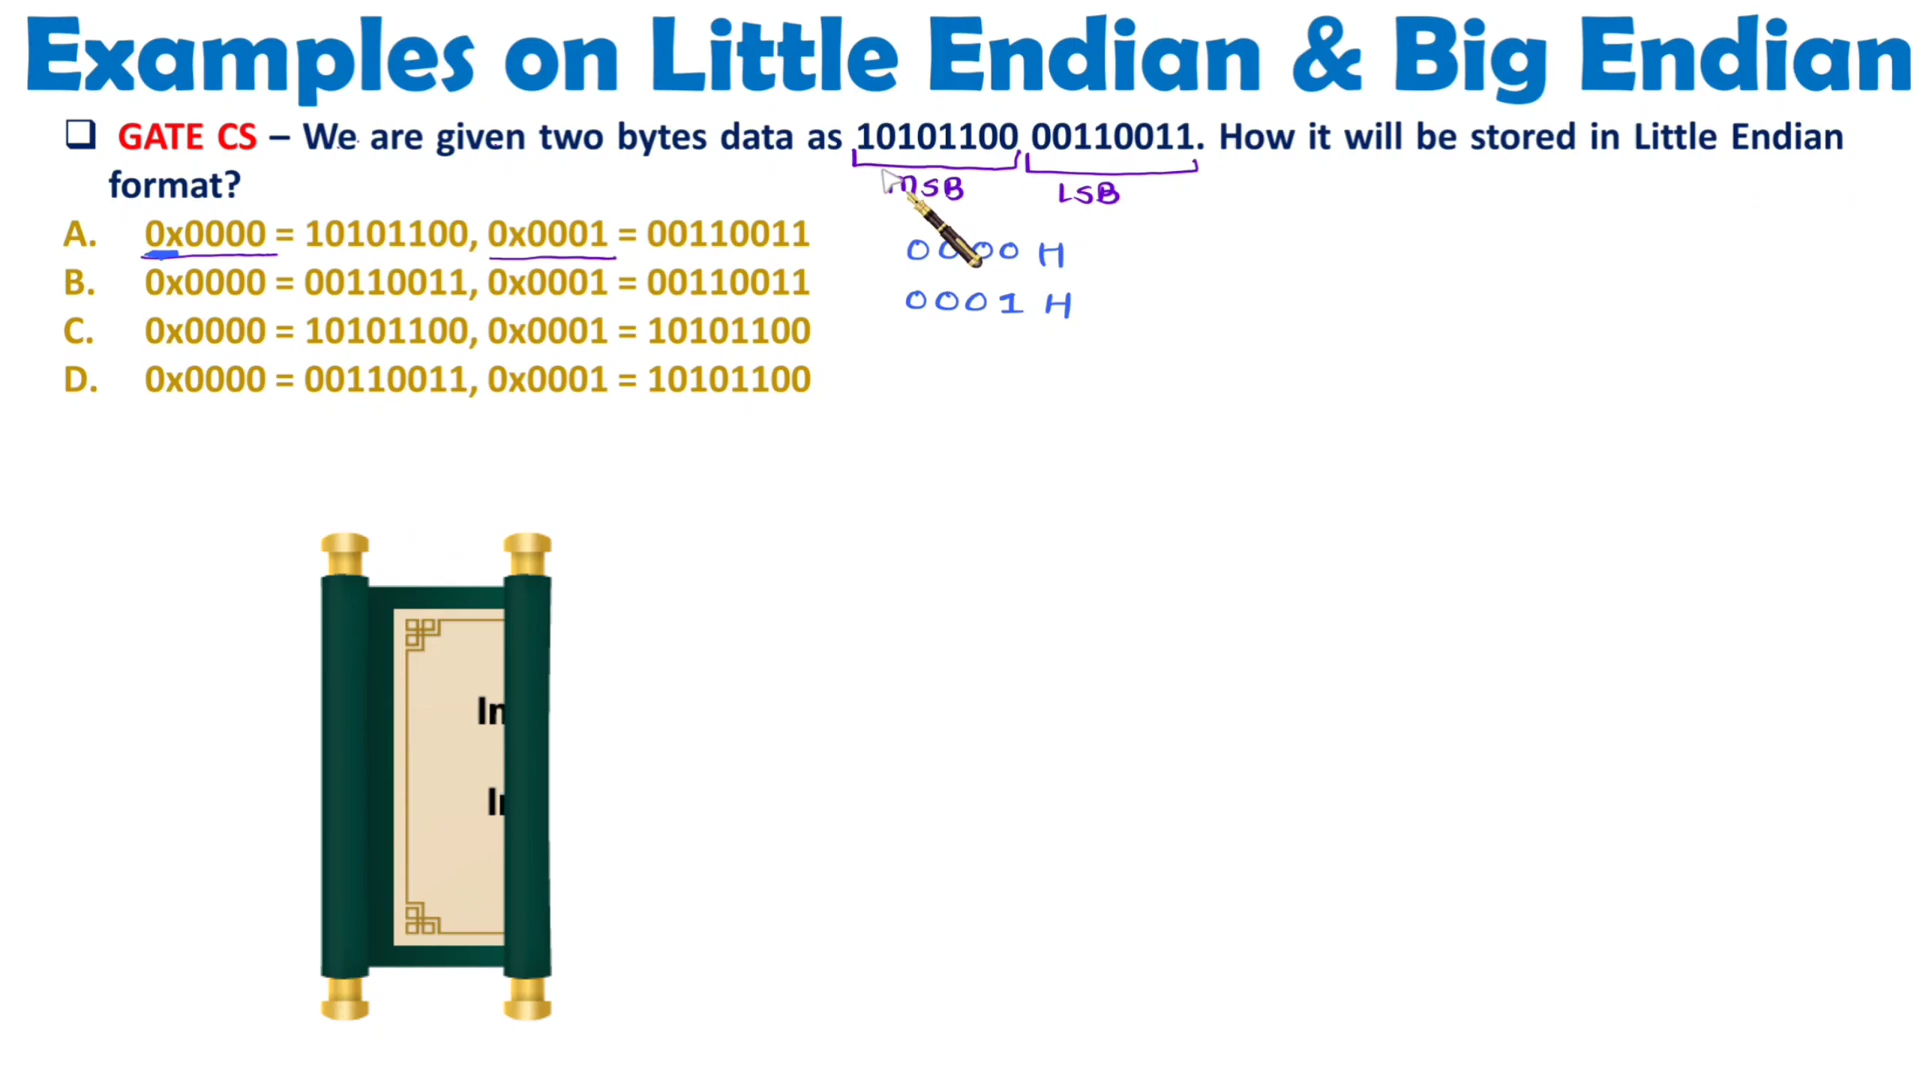 Examples on Little Endian & Big Endian
❑ GATE CS – We are given two bytes data as 10101100 00110011. How it will be stored in Little Endian
format?
MSB LSB
A. 0x0000 = 10101100, 0x0001 = 00110011
B. 0x0000 = 00110011, 0x0001 = 00110011
C. 0x0000 = 10101100, 0x0001 = 10101100
D. 0x0000 = 00110011, 0x0001 = 10101100
0000 H
0001 H
In